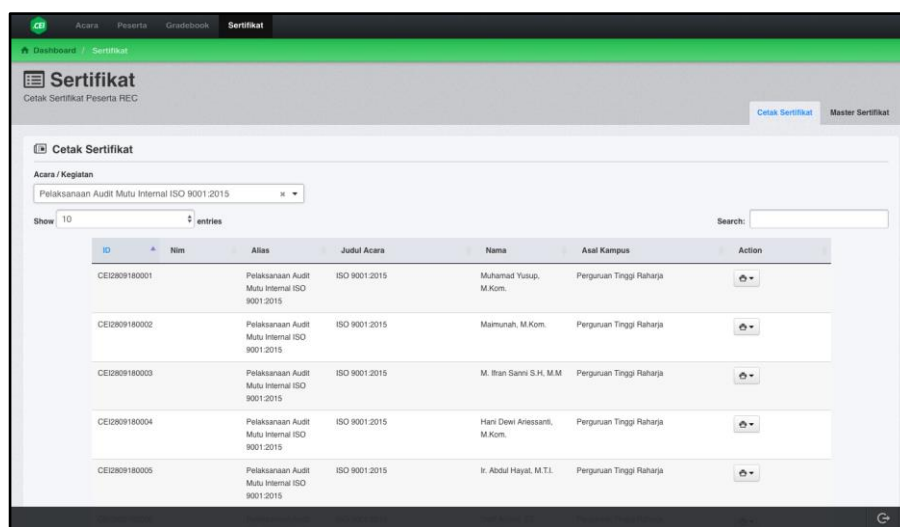 CEI Acara Peserta Gradebook Sertifikat
Dashboard / Sertifikat
Sertifikat
Cetak Sertifikat Peserta REC
Cetak Sertifikat Master Sertifikat
Cetak Sertifikat
Acara / Kegiatan
Pelaksanaan Audit Mutu Internal ISO 9001:2015 ×
Show 10 entries Search:
ID Nim Alias Judul Acara Nama Asal Kampus Action
CEI2809180001 Pelaksanaan Audit ISO 9001:2015 Muhamad Yusup, Perguruan Tinggi Raharja
Mutu Internal ISO M.Kom.
9001:2015
CEI2809180002 Pelaksanaan Audit ISO 9001:2015 Maimunah, M.Kom. Perguruan Tinggi Raharja
Mutu Internal ISO
9001:2015
CEI2809180003 Pelaksanaan Audit ISO 9001:2015 M. Ifran Sanni S.H, M.M Perguruan Tinggi Raharja
Mutu Internal ISO
9001:2015
CEI2809180004 Pelaksanaan Audit ISO 9001:2015 Hani Dewi Ariessanti, Perguruan Tinggi Raharja
Mutu Internal ISO M.Kom.
9001:2015
CEI2809180005 Pelaksanaan Audit ISO 9001:2015 Ir. Abdul Hayat, M.T.I. Perguruan Tinggi Raharja
Mutu Internal ISO
9001:2015